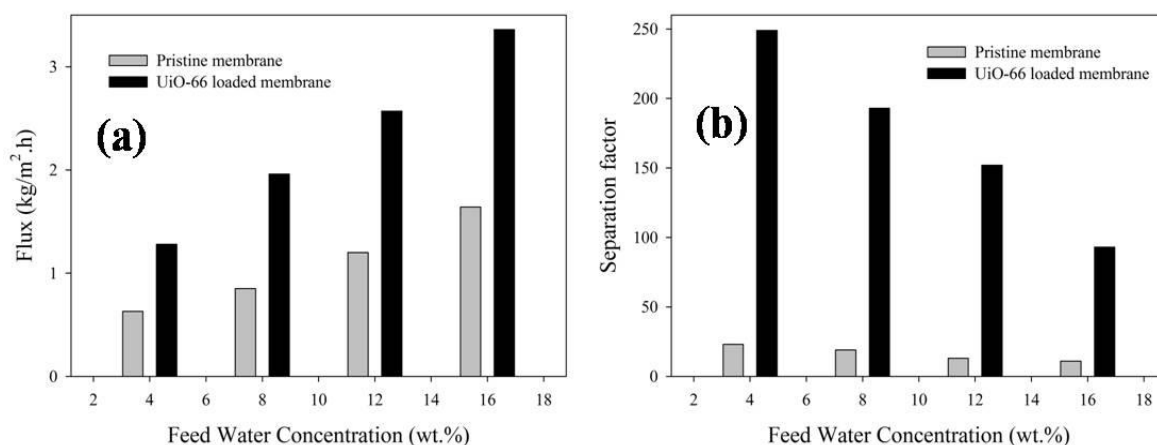 Flux (kg/m².h)
3
2
1
0
Pristine membrane
UiO-66 loaded membrane
(a)
2 4 6 8 10 12 14 16 18
Feed Water Concentration (wt.%)
Separation factor
250
200
150
100
50
0
Pristine membrane
UiO-66 loaded membrane
(b)
2 4 6 8 10 12 14 16 18
Feed Water Concentration (wt.%)